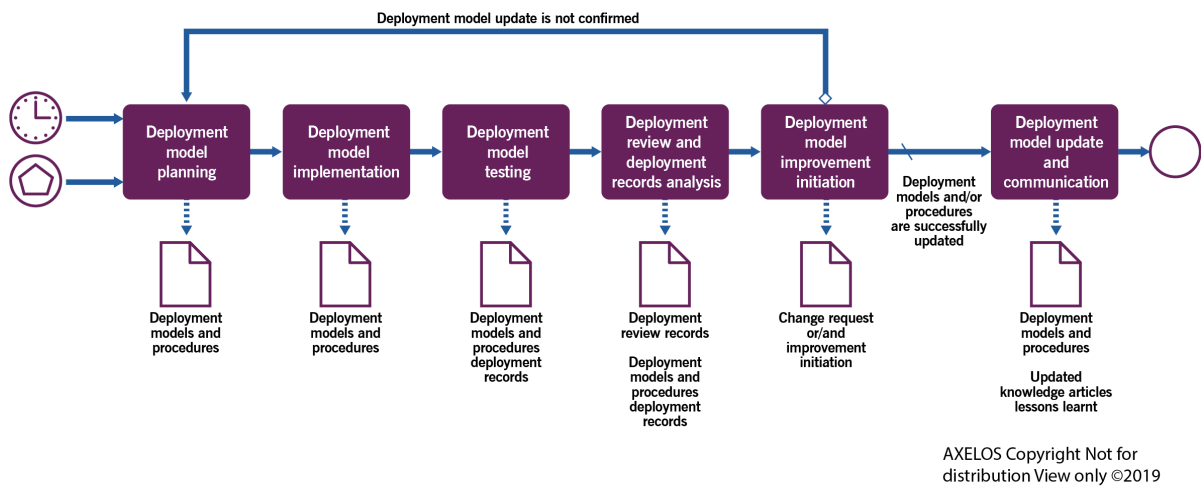 Deployment model update is not confirmed
Deployment
model
planning
Deployment
model
implementation
Deployment
model
testing
Deployment
review and
deployment
records analysis
Deployment
model
improvement
initiation
Deployment
models and/or
procedures
are successfully
updated
Deployment
model update
and
communication
Deployment
models and
procedures
Deployment
models and
procedures
Deployment
models and
procedures
deployment
records
Deployment
review records
Deployment
models and
procedures
deployment
records
Change request
or/and
improvement
initiation
Deployment
models and
procedures
Updated
knowledge articles
lessons learnt
AXELOS Copyright Not for
distribution View only ©2019